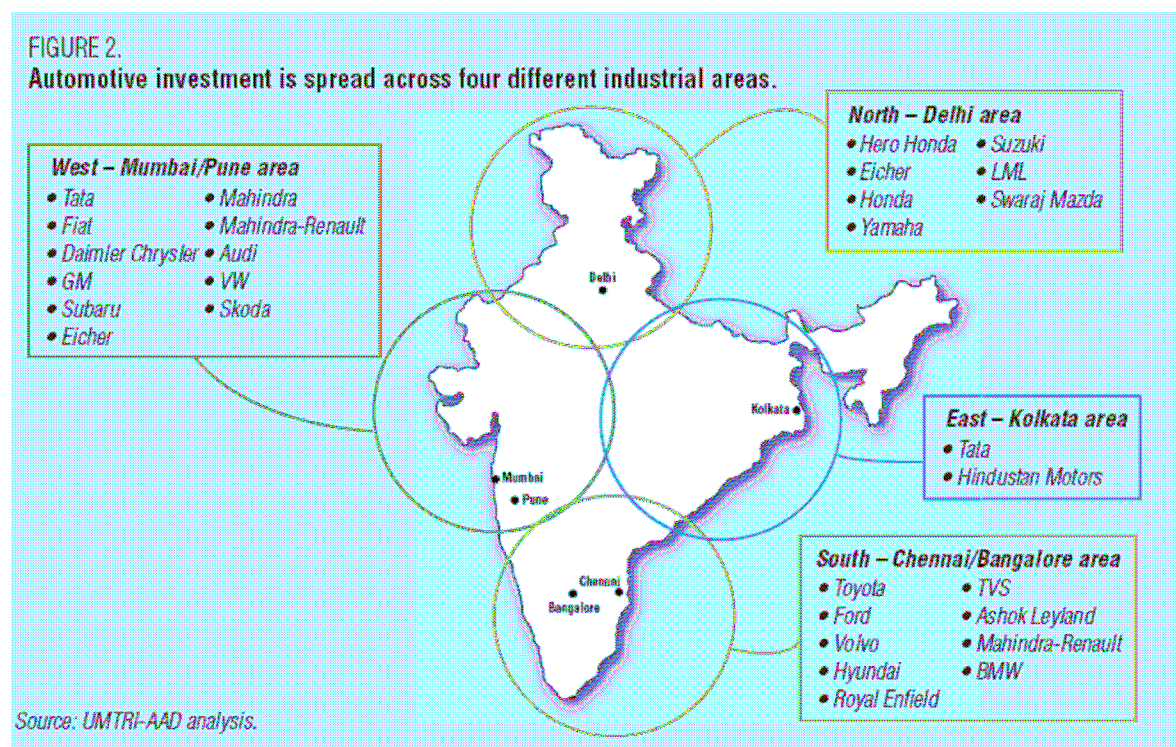 FIGURE 2.
Automotive investment is spread across four different industrial areas.
North – Delhi area
• Hero Honda • Suzuki
• Eicher • LML
• Honda • Swaraj Mazda
• Yamaha
West – Mumbai/Pune area
• Tata • Mahindra
• Fiat • Mahindra-Renault
• Daimler Chrysler • Audi
• GM • VW
• Subaru • Skoda
• Eicher
Delhi
Kolkata
East – Kolkata area
• Tata
• Hindustan Motors
Mumbai
Pune
Chennai
Bangalore
South – Chennai/Bangalore area
• Toyota • TVS
• Ford • Ashok Leyland
• Volvo • Mahindra-Renault
• Hyundai • BMW
• Royal Enfield
Source: UMTRI-AAD analysis.